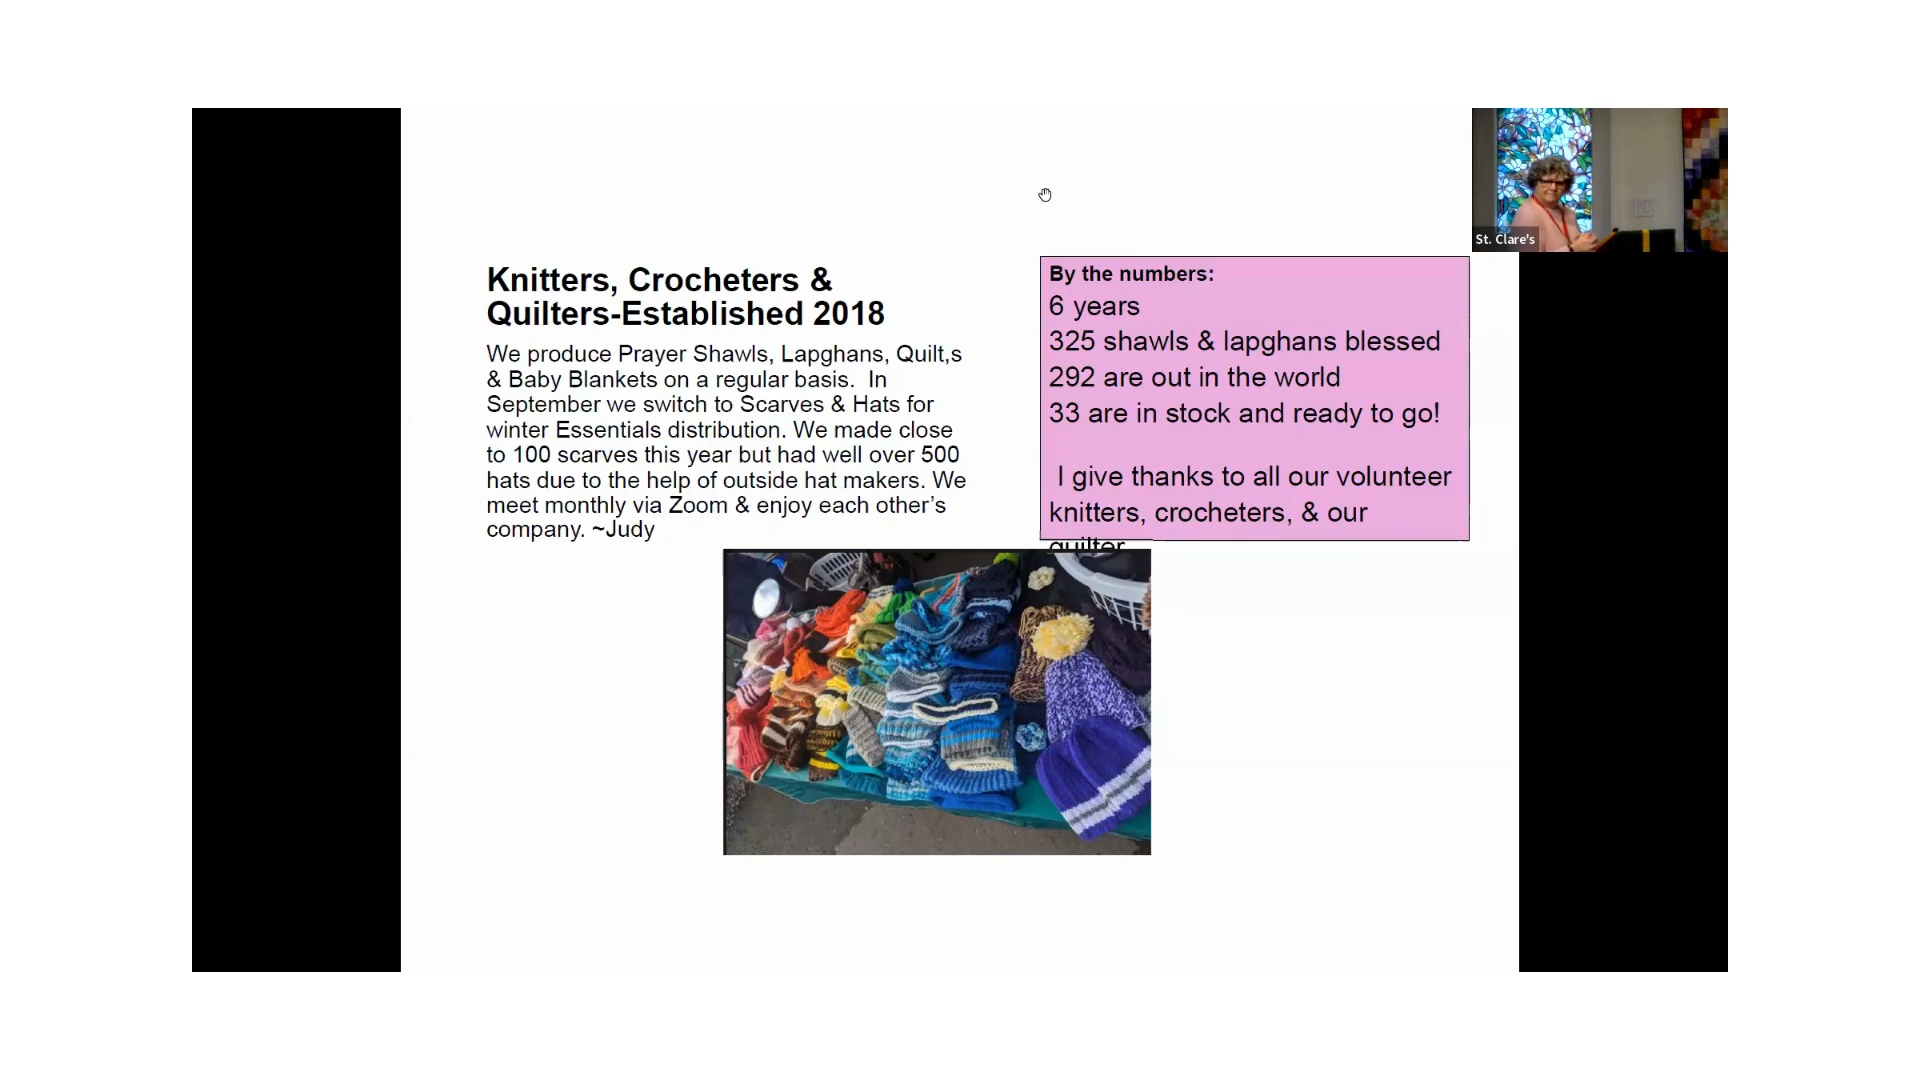 Knitters, Crocheters &
Quilters-Established 2018
We produce Prayer Shawls, Lapghans, Quilt,s
& Baby Blankets on a regular basis.  In
September we switch to Scarves & Hats for
winter Essentials distribution. We made close
to 100 scarves this year but had well over 500
hats due to the help of outside hat makers. We
meet monthly via Zoom & enjoy each other’s
company. ~Judy
By the numbers:
6 years
325 shawls & lapghans blessed
292 are out in the world
33 are in stock and ready to go!
I give thanks to all our volunteer
knitters, crocheters, & our
quilter
St. Clare's